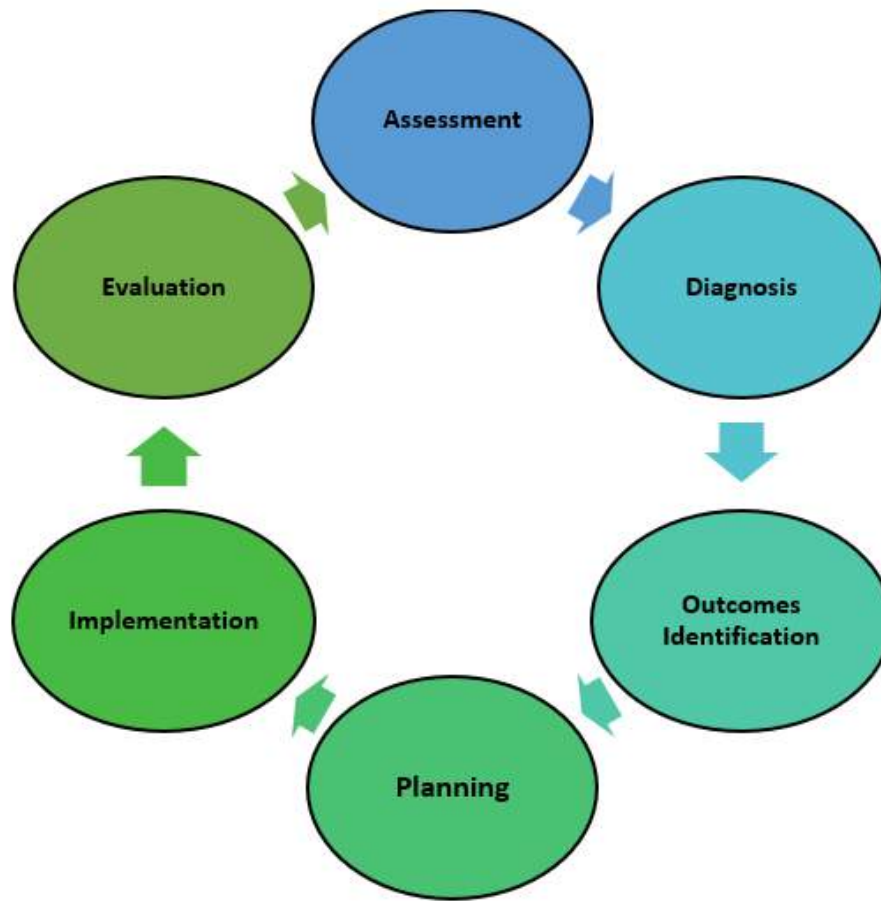 Assessment
Diagnosis
Outcomes
Identification
Planning
Implementation
Evaluation